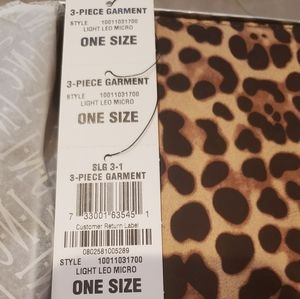 3-PIECE GARMENT
STYLE 10011031700
LIGHT LEO MICRO
ONE SIZE
3-PIECE GARMENT
STYLE 10011031700
LIGHT LEO MICRO
ONE SIZE
SLG 3-1
3-PIECE GARMENT
7 33001 63545 1
Customer Return Label
0802581005289
STYLE 10011031700
LIGHT LEO MICRO
ONE SIZE